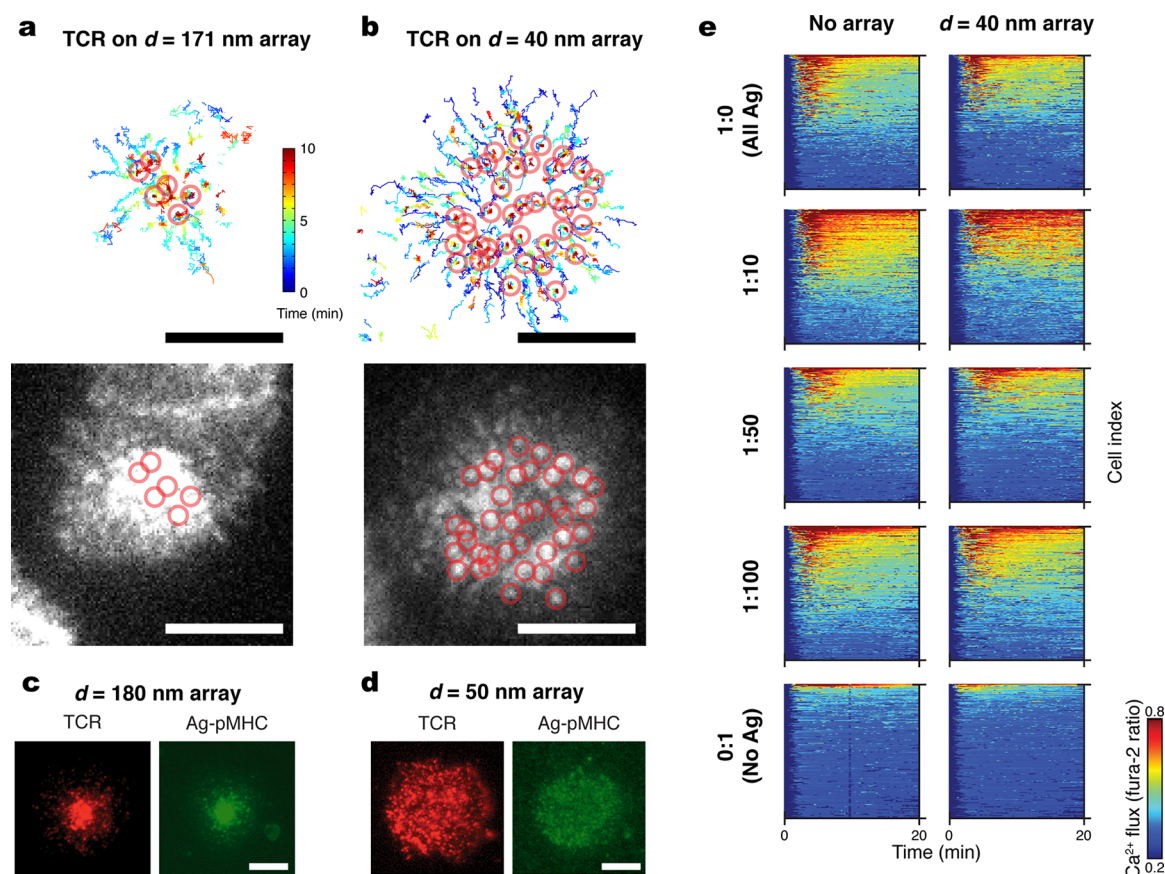 a
TCR on d = 171 nm array
10
5
0
Time (min)
b
TCR on d = 40 nm array
c
d = 180 nm array
TCR
Ag-pMHC
d
d = 50 nm array
TCR
Ag-pMHC
e
No array
d = 40 nm array
1:0
(All Ag)
1:10
1:50
1:100
0:1
(No Ag)
Cell index
0
20
0
20
Time (min)
Ca²⁺ flux (fura-2 ratio)
0.8
0.2